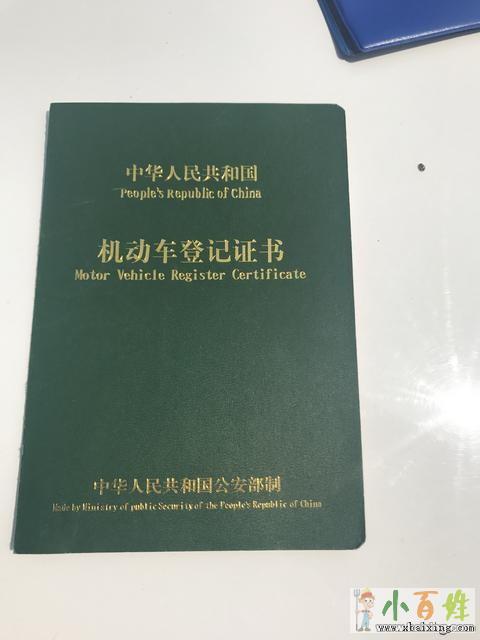 中华人民共和国
People's Republic of China
机动车登记证书
Motor Vehicle Register Certificate
中华人民共和国公安部制
Made by Ministry of public Security of the People's Republic of China
小百姓
www.xbaixing.com